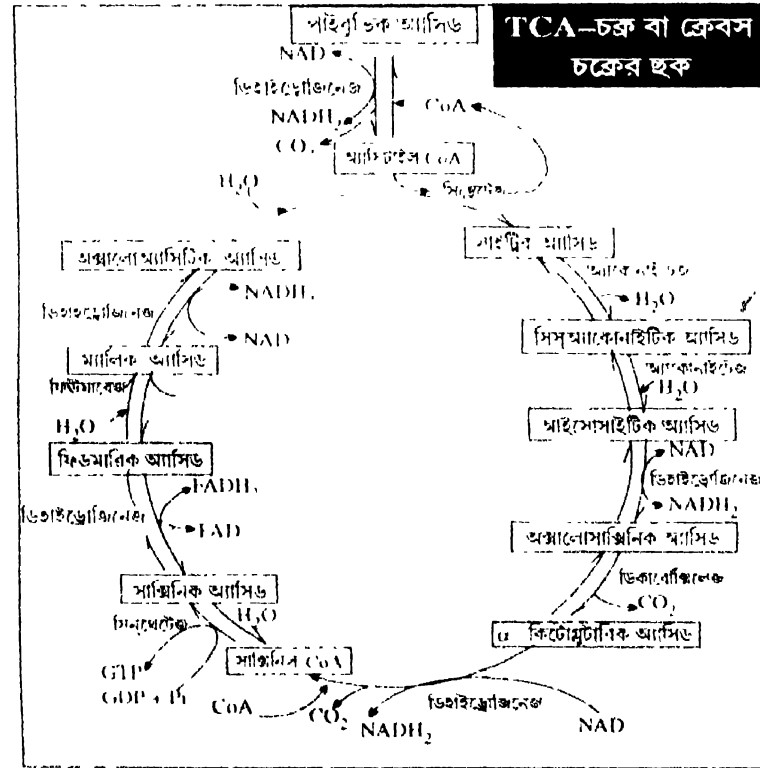 TCA–চক্র বা ক্রেবস
চক্রের ছক
পাইরুভিক অ্যাসিড
NAD
ডিহাইড্রোজিনেজ
NADH₂
CO₂
CoA
অ্যাসিটাইল CoA
H₂O
সাইট্রিক অ্যাসিড
H₂O
সিস্অ্যাকোনাইটিক অ্যাসিড
অ্যাকোনাইটেজ
H₂O
আইসোসাইটিক অ্যাসিড
NAD
ডিহাইড্রোজিনেজ
NADH₂
অক্সালোসাক্সিনিক অ্যাসিড
CO₂
α কিটোগ্লুটারিক অ্যাসিড
NAD
ডিহাইড্রোজিনেজ
NADH₂
CO₂
CoA
সাক্সিনিল CoA
H₂O
GTP
GDP + Pi
সাক্সিনিক অ্যাসিড
FAD
FADH₂
ডিহাইড্রোজিনেজ
ফিউমারিক অ্যাসিড
H₂O
ম্যালিক অ্যাসিড
NAD
NADH₂
ডিহাইড্রোজিনেজ
অক্সালো অ্যাসিটিক অ্যাসিড